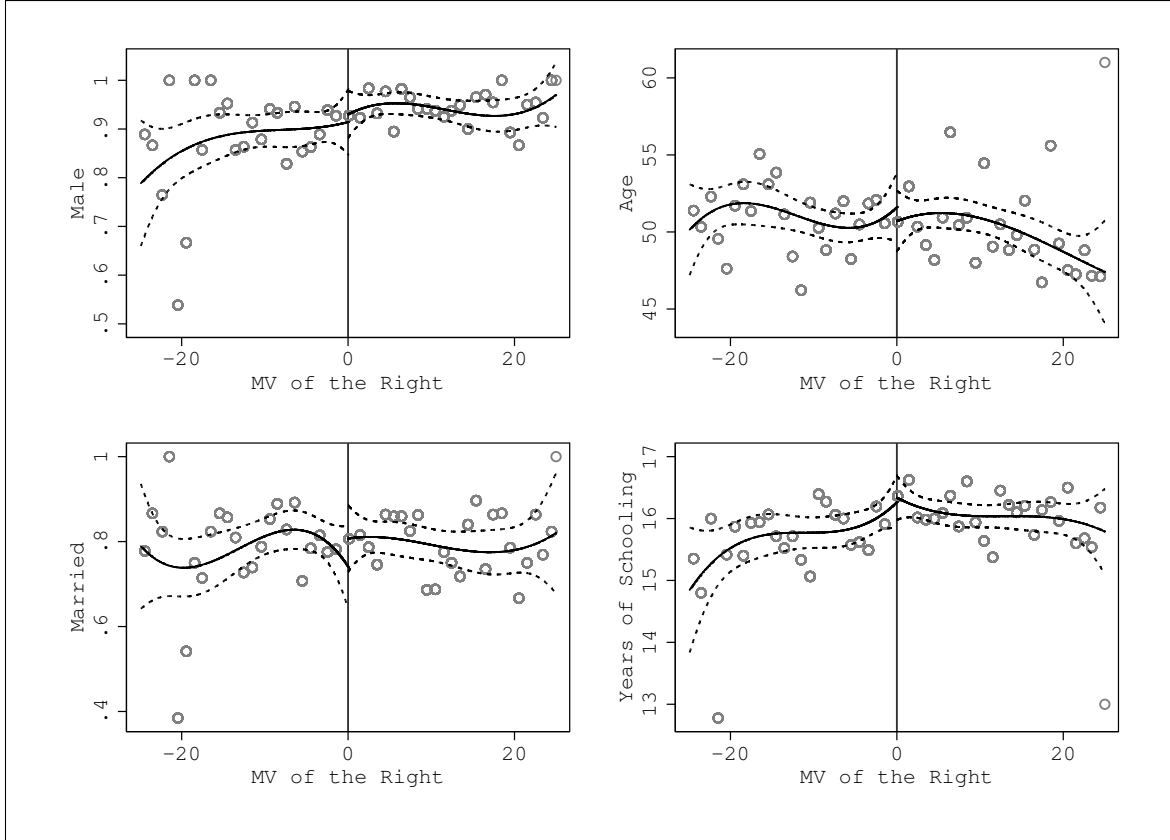 Male
.5 .6 .7 .8 .9 1
−20 0 20
MV of the Right
Age
45 50 55 60
−20 0 20
MV of the Right
Married
.4 .6 .8 1
−20 0 20
MV of the Right
Years of Schooling
13 14 15 16 17
−20 0 20
MV of the Right